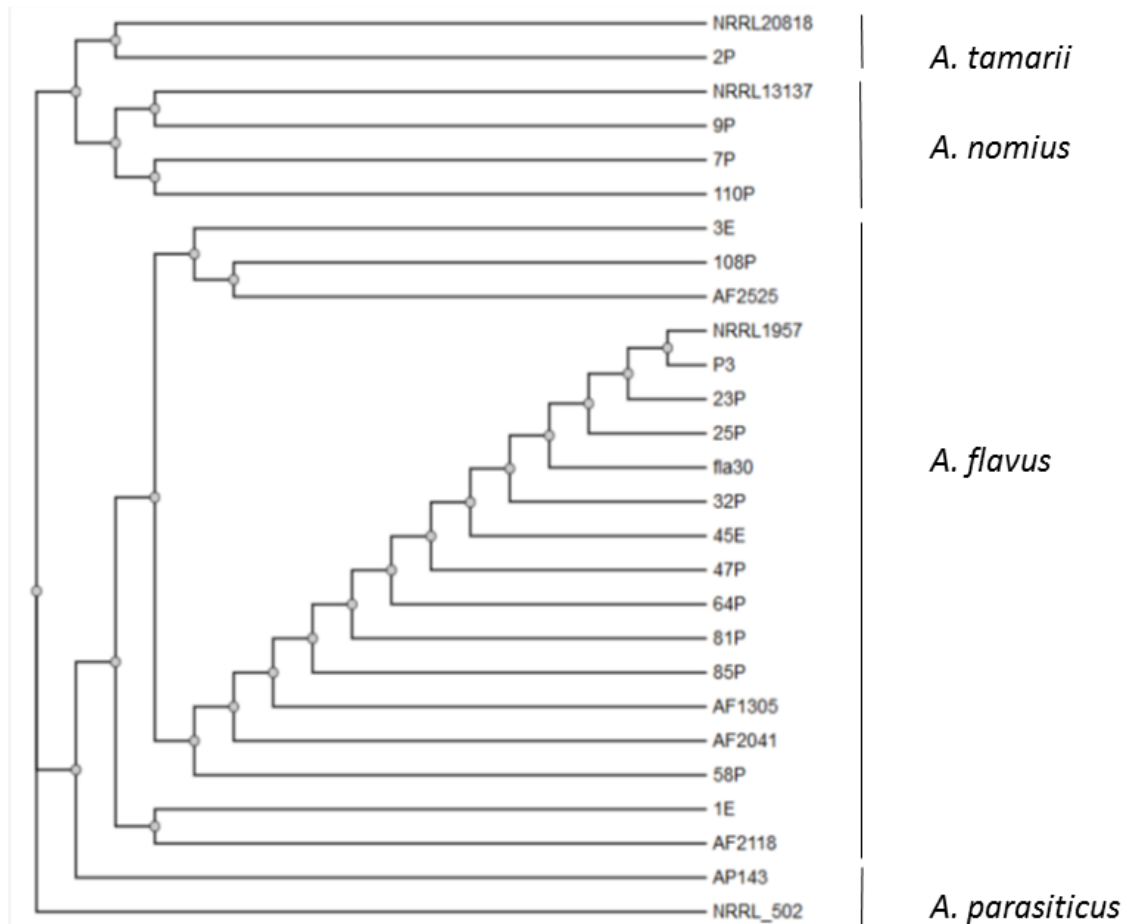 NRRL20818
2P
A. tamarii
NRRL13137
9P
A. nomius
7P
110P
3E
108P
AF2525
NRRL1957
P3
23P
25P
fla30
A. flavus
32P
45E
47P
64P
81P
85P
AF1305
AF2041
58P
1E
AF2118
AP143
NRRL_502
A. parasiticus